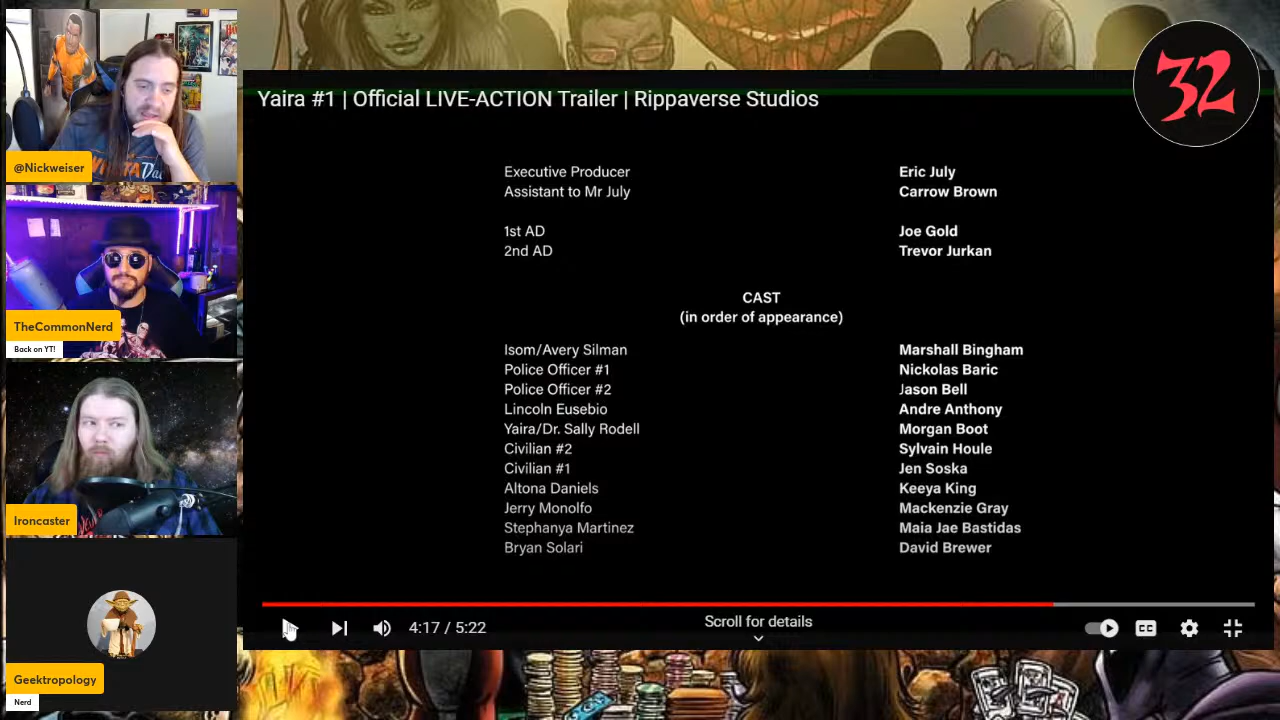 @Nickweiser
TheCommonNerd
Back on YT!
Ironcaster
Geektropology
Nerd
32
Yaira #1 | Official LIVE-ACTION Trailer | Rippaverse Studios
Executive Producer Eric July
Assistant to Mr July Carrow Brown
1st AD Joe Gold
2nd AD Trevor Jurkan
CAST
(in order of appearance)
Isom/Avery Silman Marshall Bingham
Police Officer #1 Nickolas Baric
Police Officer #2 Jason Bell
Lincoln Eusebio Andre Anthony
Yaira/Dr. Sally Rodell Morgan Boot
Civilian #2 Sylvain Houle
Civilian #1 Jen Soska
Altona Daniels Keeya King
Jerry Monolfo Mackenzie Gray
Stephanya Martinez Maia Jae Bastidas
Bryan Solari David Brewer
4:17 / 5:22
Scroll for details
CC